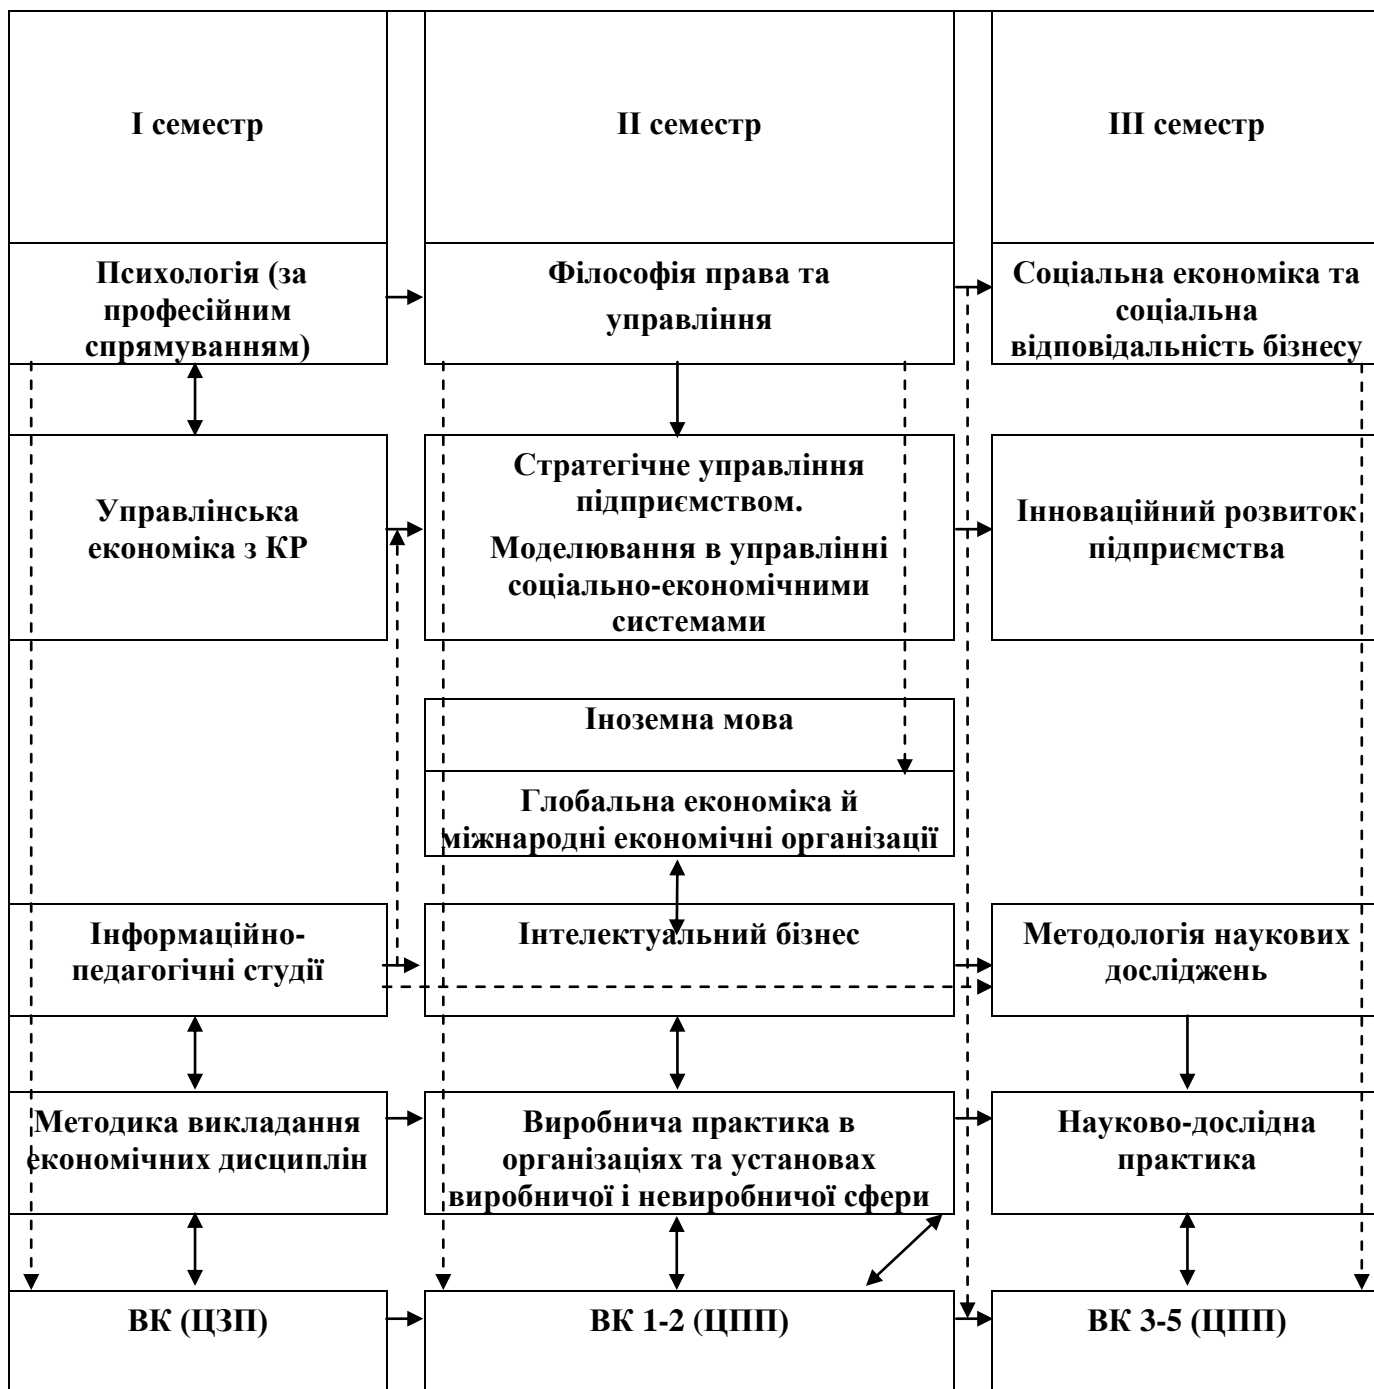 І семестр
ІІ семестр
ІІІ семестр
Психологія (за
професійним
спрямуванням)
Філософія права та
управління
Соціальна економіка та
соціальна
відповідальність бізнесу
Управлінська
економіка з КР
Стратегічне управління
підприємством.
Моделювання в управлінні
соціально-економічними
системами
Інноваційний розвиток
підприємства
Іноземна мова
Глобальна економіка й
міжнародні економічні організації
Інформаційно-
педагогічні студії
Інтелектуальний бізнес
Методологія наукових
досліджень
Методика викладання
економічних дисциплін
Виробнича практика в
організаціях та установах
виробничої і невиробничої сфери
Науково-дослідна
практика
ВК (ЦЗП)
ВК 1-2 (ЦПП)
ВК 3-5 (ЦПП)